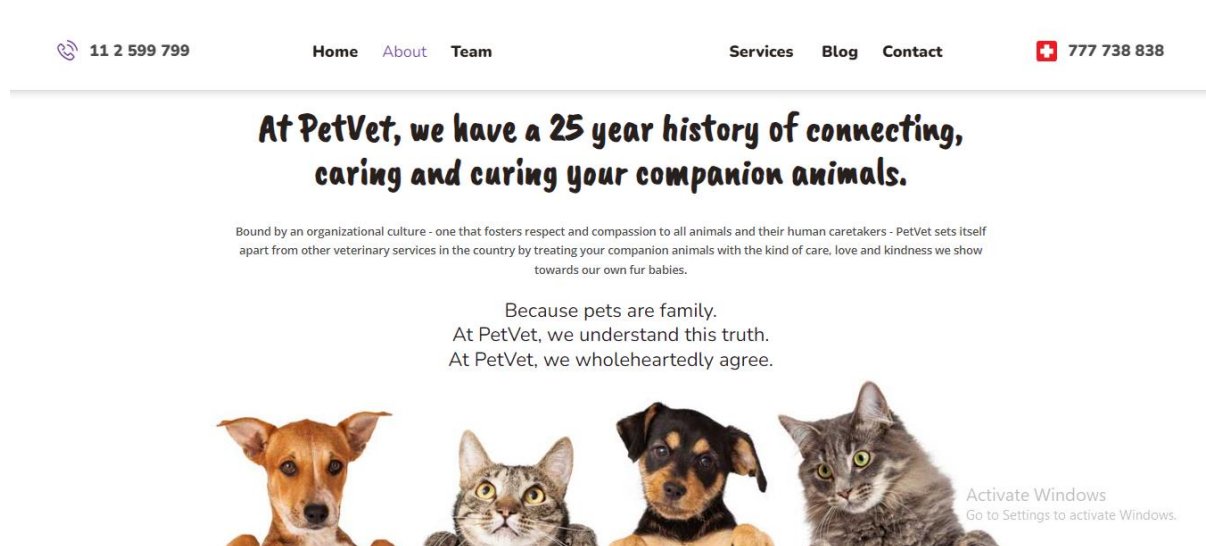 11 2 599 799
Home About Team
Services Blog Contact
777 738 838
At PetVet, we have a 25 year history of connecting,
caring and curing your companion animals.
Bound by an organizational culture - one that fosters respect and compassion to all animals and their human caretakers - PetVet sets itself
apart from other veterinary services in the country by treating your companion animals with the kind of care, love and kindness we show
towards our own fur babies.
Because pets are family.
At PetVet, we understand this truth.
At PetVet, we wholeheartedly agree.
Activate Windows
Go to Settings to activate Windows.